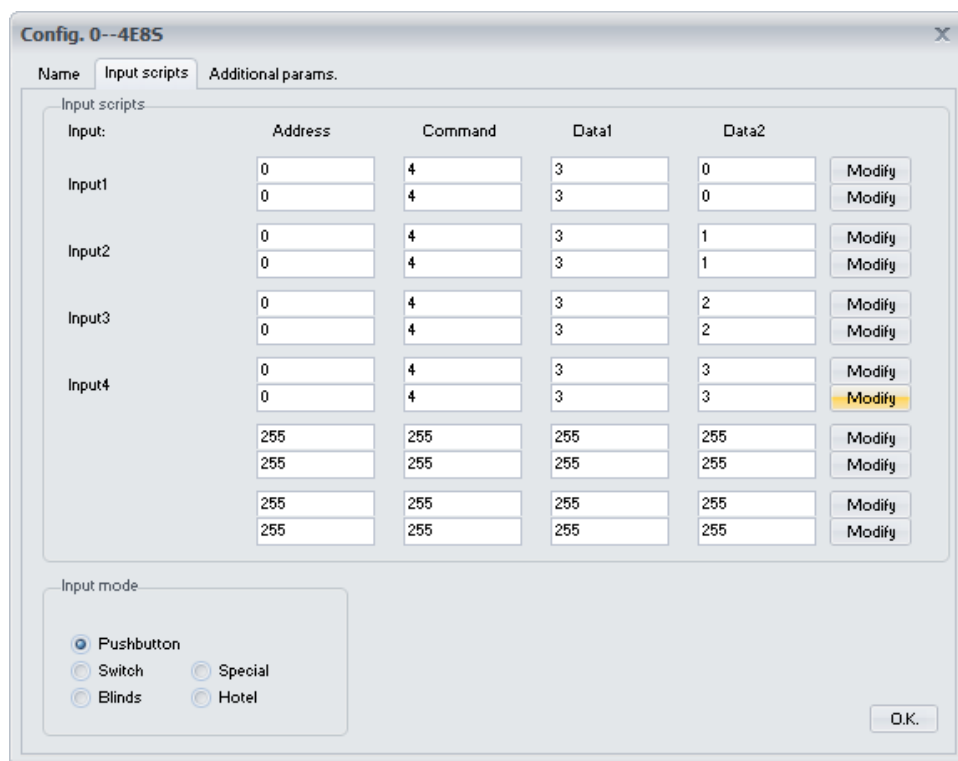 Config. 0--4E8S X
Name Input scripts Additional params.
Input scripts
Input: Address Command Data1 Data2
0 4 3 0 Modify
Input1
0 4 3 0 Modify
0 4 3 1 Modify
Input2
0 4 3 1 Modify
0 4 3 2 Modify
Input3
0 4 3 2 Modify
0 4 3 3 Modify
Input4
0 4 3 3 Modify
255 255 255 255 Modify
255 255 255 255 Modify
255 255 255 255 Modify
255 255 255 255 Modify
Input mode
Pushbutton
Switch Special
Blinds Hotel
O.K.